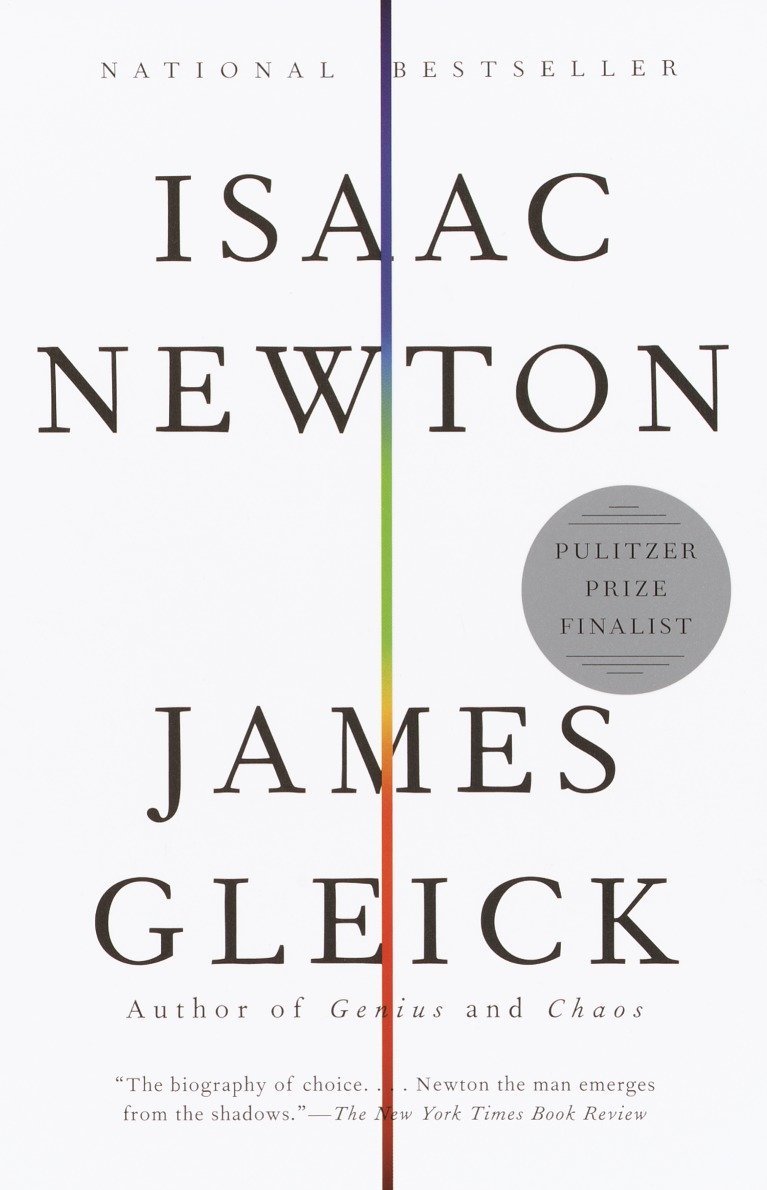 NATIONAL BESTSELLER
ISAAC
NEWTON
PULITZER
PRIZE
FINALIST
JAMES
GLEICK
Author of Genius and Chaos
“The biography of choice. . . . Newton the man emerges
from the shadows.”—The New York Times Book Review